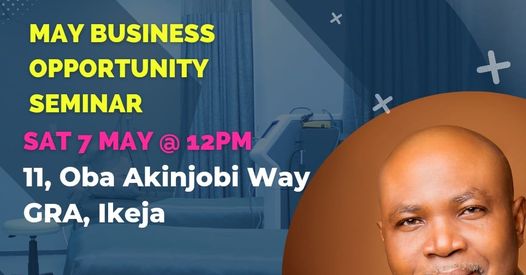 MAY BUSINESS
OPPORTUNITY
SEMINAR
SAT 7 MAY @ 12PM
11, Oba Akinjobi Way
GRA, Ikeja